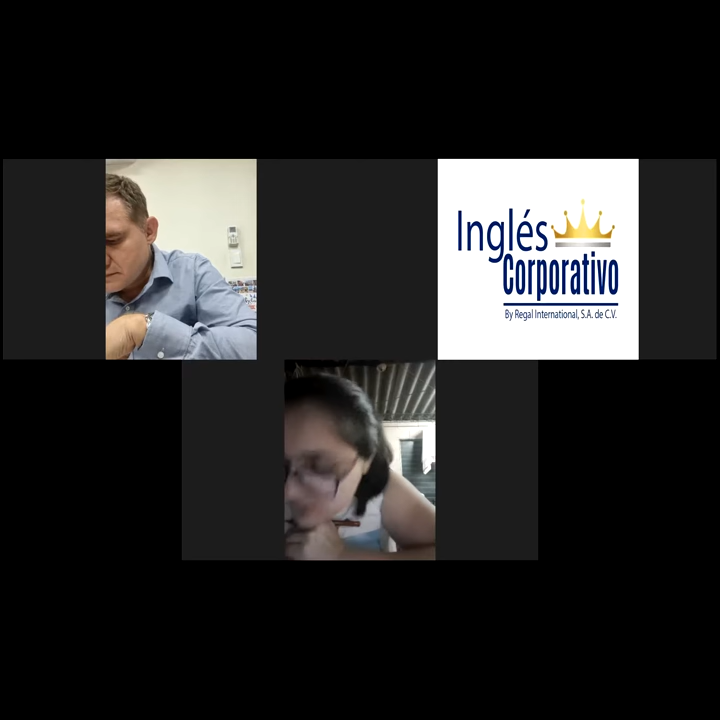 Inglés
Corporativo
By Regal International, S.A. de C.V.